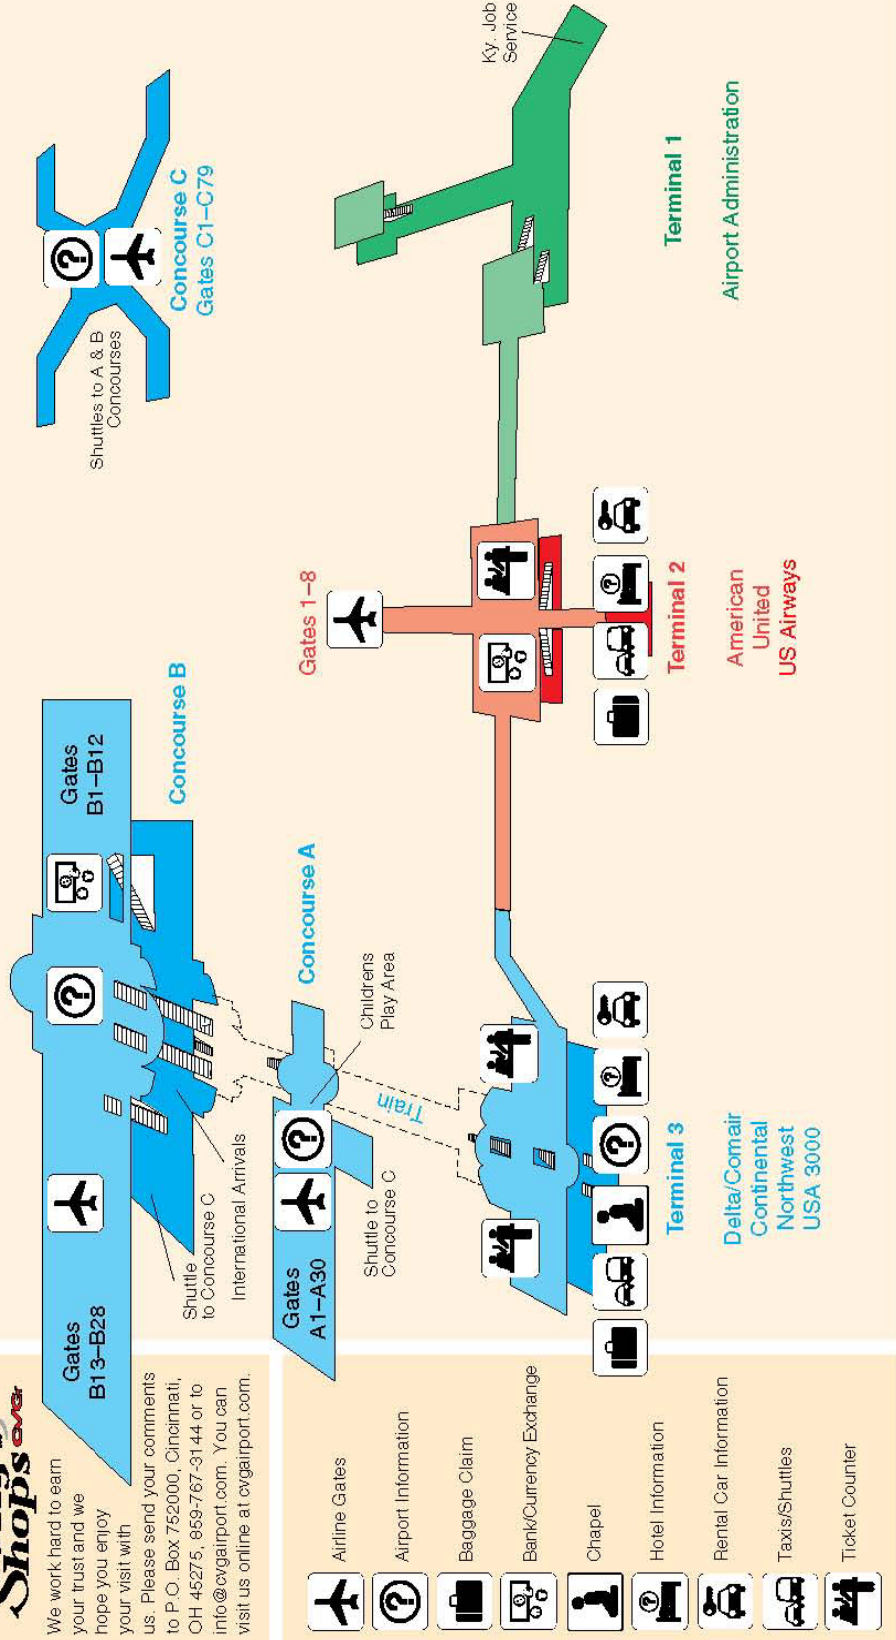 Shops
CVG
We work hard to earn
your trust and we
hope you enjoy
your visit with
us. Please send your comments
to P.O. Box 752000, Cincinnati,
OH 45275, 859-767-3144 or to
info@cvgairport.com. You can
visit us online at cvgairport.com.
Airline Gates
Airport Information
Baggage Claim
Bank/Currency Exchange
Chapel
Hotel Information
Rental Car Information
Taxis/Shuttles
Ticket Counter
Gates
B13–B28
Gates
B1–B12
Concourse B
Shuttle
to Concourse C
International Arrivals
Gates
A1–A30
Concourse A
Childrens
Play Area
Shuttle to
Concourse C
Train
Terminal 3
Delta/Comair
Continental
Northwest
USA 3000
Gates 1–8
Terminal 2
American
United
US Airways
Shuttles to A & B
Concourses
Concourse C
Gates C1–C79
Ky. Job
Service
Terminal 1
Airport Administration